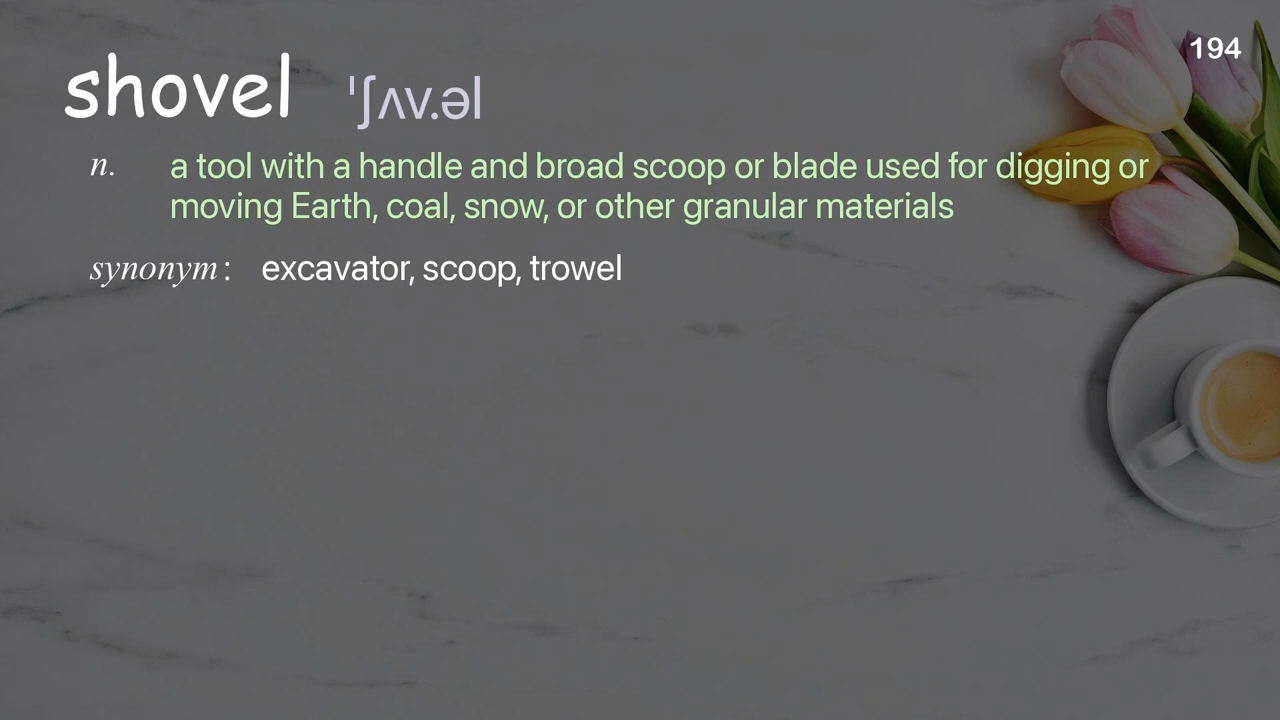 194
shovel ˈʃʌv.əl
n. a tool with a handle and broad scoop or blade used for digging or
moving Earth, coal, snow, or other granular materials
synonym: excavator, scoop, trowel